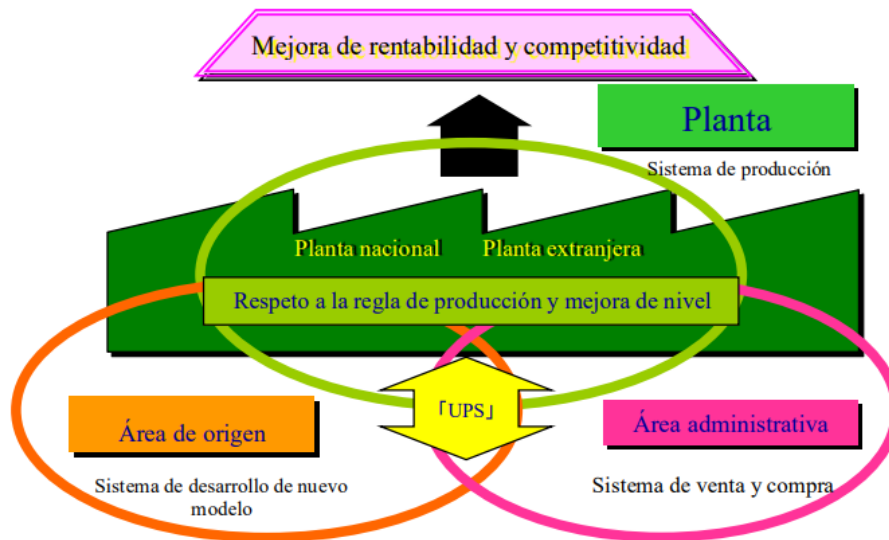 Mejora de rentabilidad y competitividad
Planta
Sistema de producción
Planta nacional
Planta extranjera
Respeto a la regla de producción y mejora de nivel
「UPS」
Área de origen
Área administrativa
Sistema de desarrollo de nuevo
modelo
Sistema de venta y compra